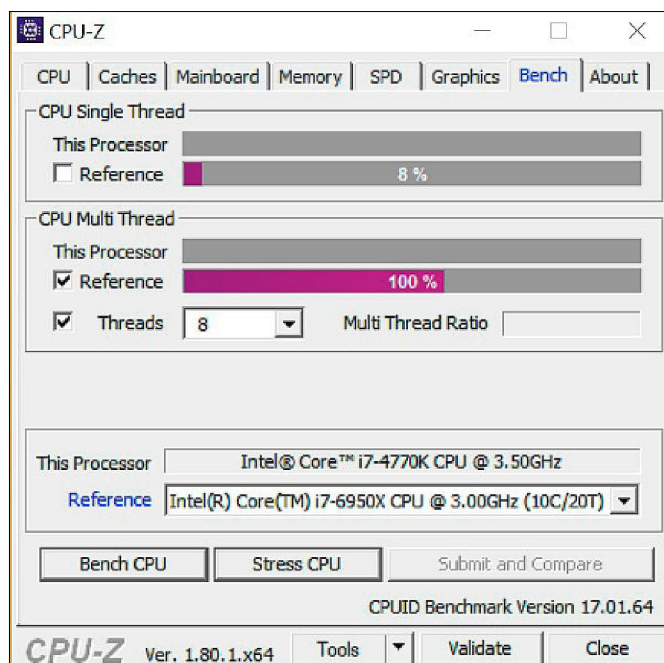 CPU-Z
CPU Caches Mainboard Memory SPD Graphics Bench About
CPU Single Thread
This Processor
Reference 8 %
CPU Multi Thread
This Processor
Reference 100 %
Threads 8 Multi Thread Ratio
This Processor Intel® Core™ i7-4770K CPU @ 3.50GHz
Reference Intel(R) Core(TM) i7-6950X CPU @ 3.00GHz (10C/20T)
Bench CPU Stress CPU Submit and Compare
CPUID Benchmark Version 17.01.64
CPU-Z Ver. 1.80.1.x64 Tools Validate Close